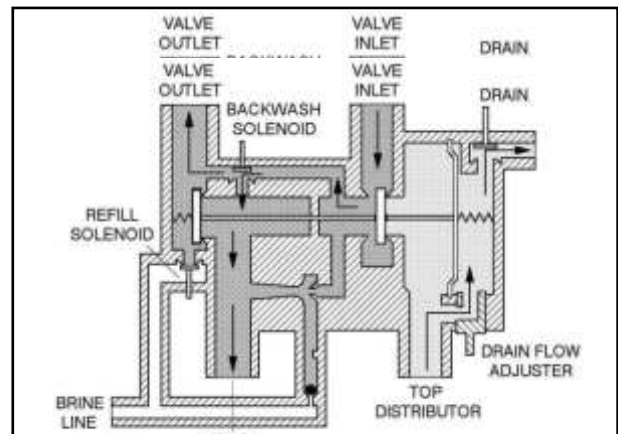 VALVE
OUTLET
VALVE
INLET
DRAIN
VALVE
OUTLET
VALVE
INLET
DRAIN
BACKWASH
SOLENOID
REFILL
SOLENOID
DRAIN FLOW
ADJUSTER
TOP
DISTRIBUTOR
BRINE
LINE